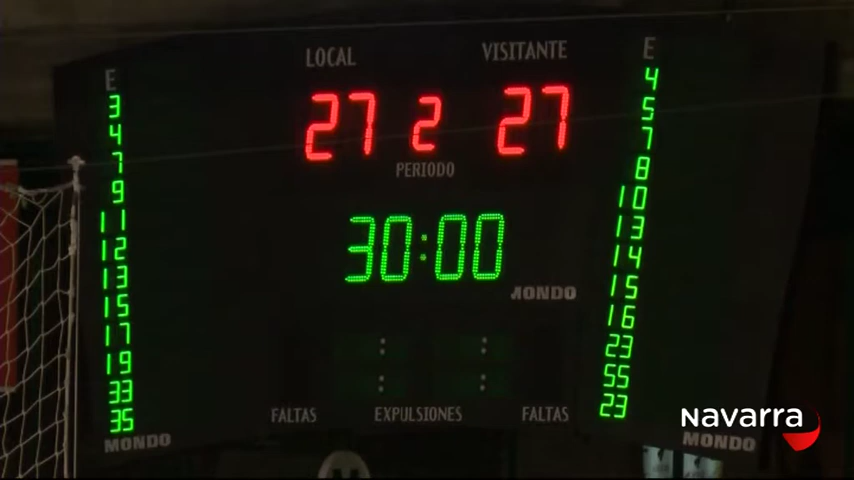 LOCAL VISITANTE
E E
27 2 27
PERIODO
30:00
MONDO
3 4
4 5
7 7
9 8
11 10
12 13
13 14
15 15
17 16
19 23
33 55
35 23
: :
: :
FALTAS EXPULSIONES FALTAS
MONDO MONDO
Navarra